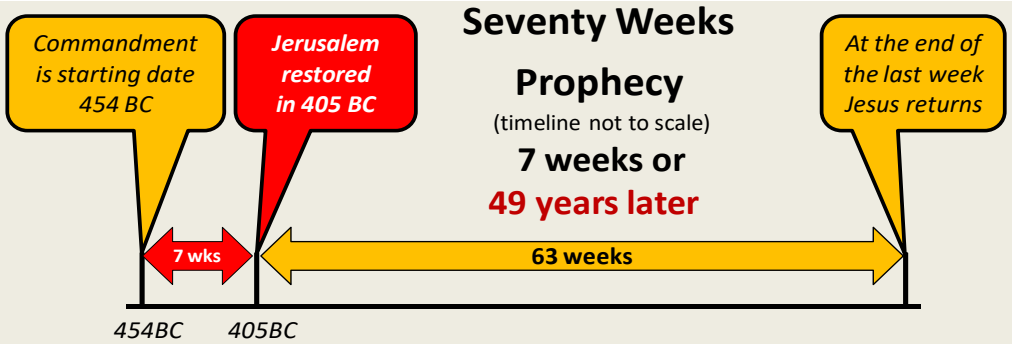 Commandment
is starting date
454 BC
Jerusalem
restored
in 405 BC
Seventy Weeks
Prophecy
(timeline not to scale)
7 weeks or
49 years later
At the end of
the last week
Jesus returns
7 wks
63 weeks
454BC
405BC